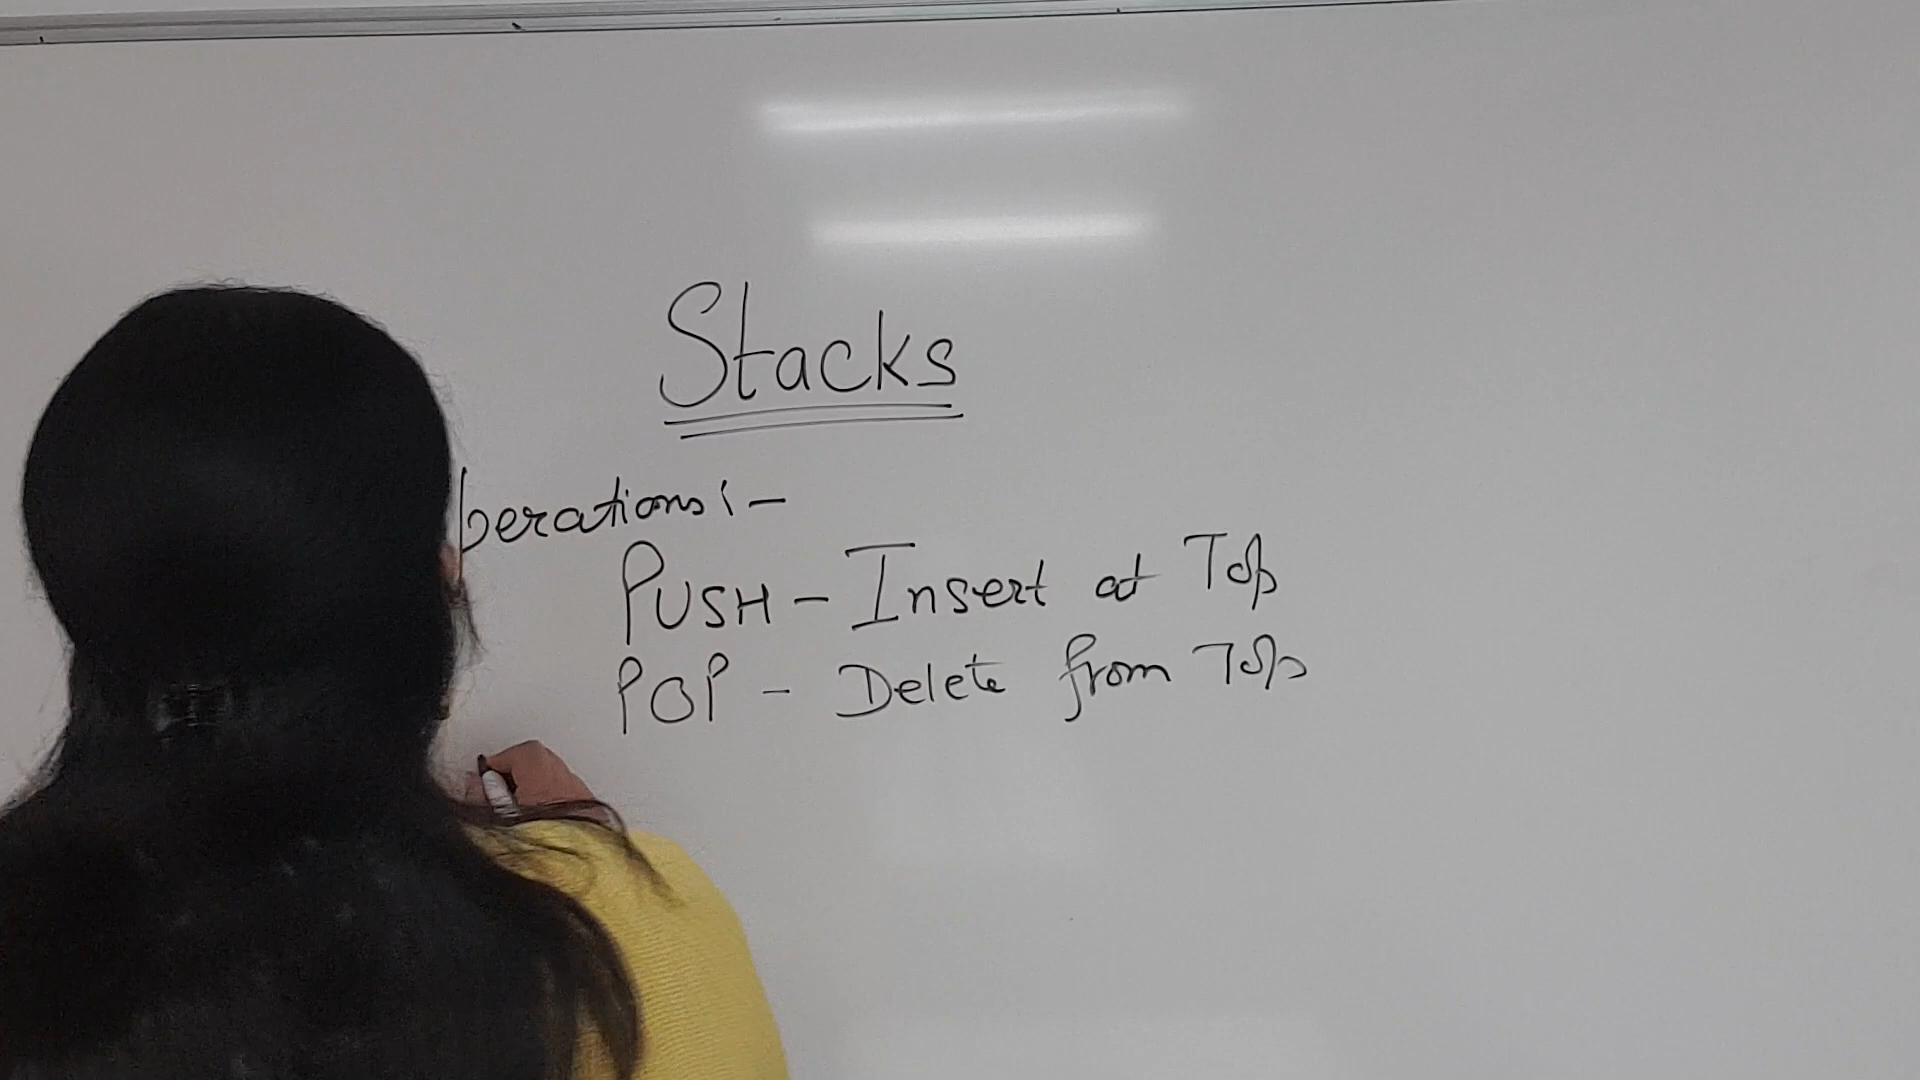 Stacks
perations :-
PUSH - Insert at Top
POP - Delete from Top